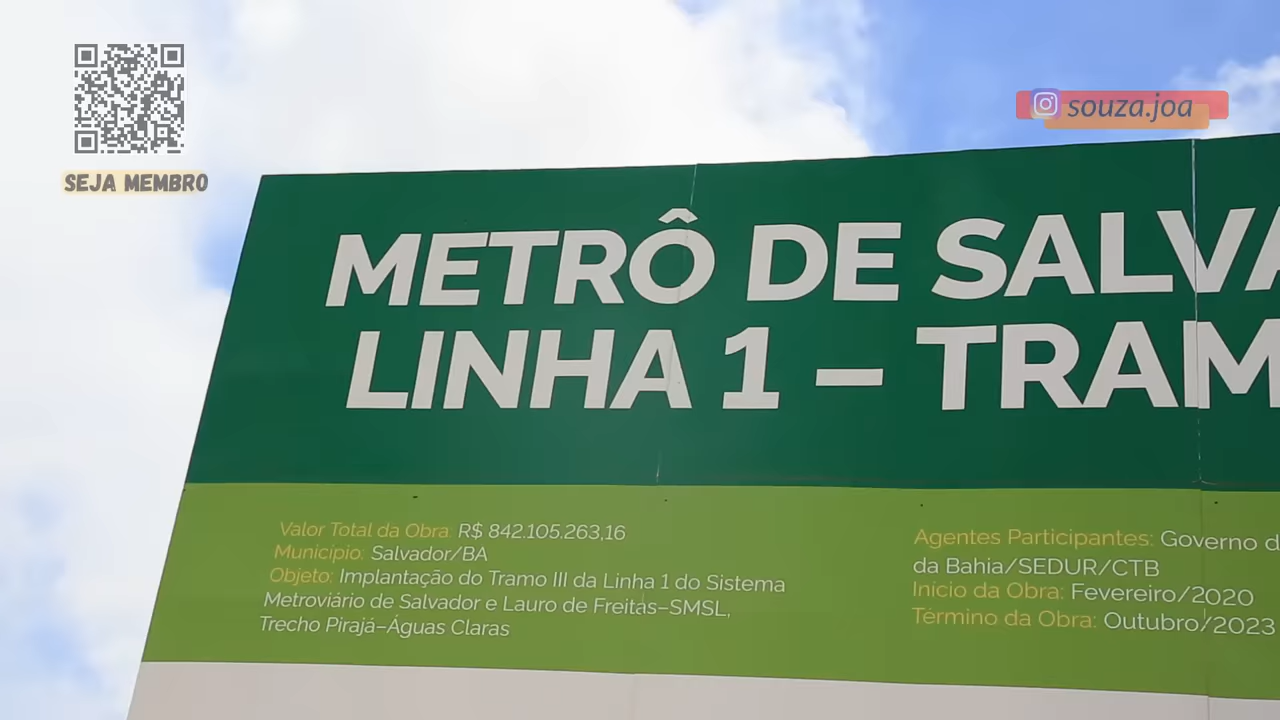 SEJA MEMBRO
souza.joa
METRÔ DE SALVA
LINHA 1 – TRAM
Valor Total da Obra: R$ 842.105.263,16
Município: Salvador/BA
Objeto: Implantação do Tramo III da Linha 1 do Sistema
Metroviário de Salvador e Lauro de Freitas–SMSL,
Trecho Pirajá–Águas Claras
Agentes Participantes: Governo d
da Bahia/SEDUR/CTB
Início da Obra: Fevereiro/2020
Término da Obra: Outubro/2023